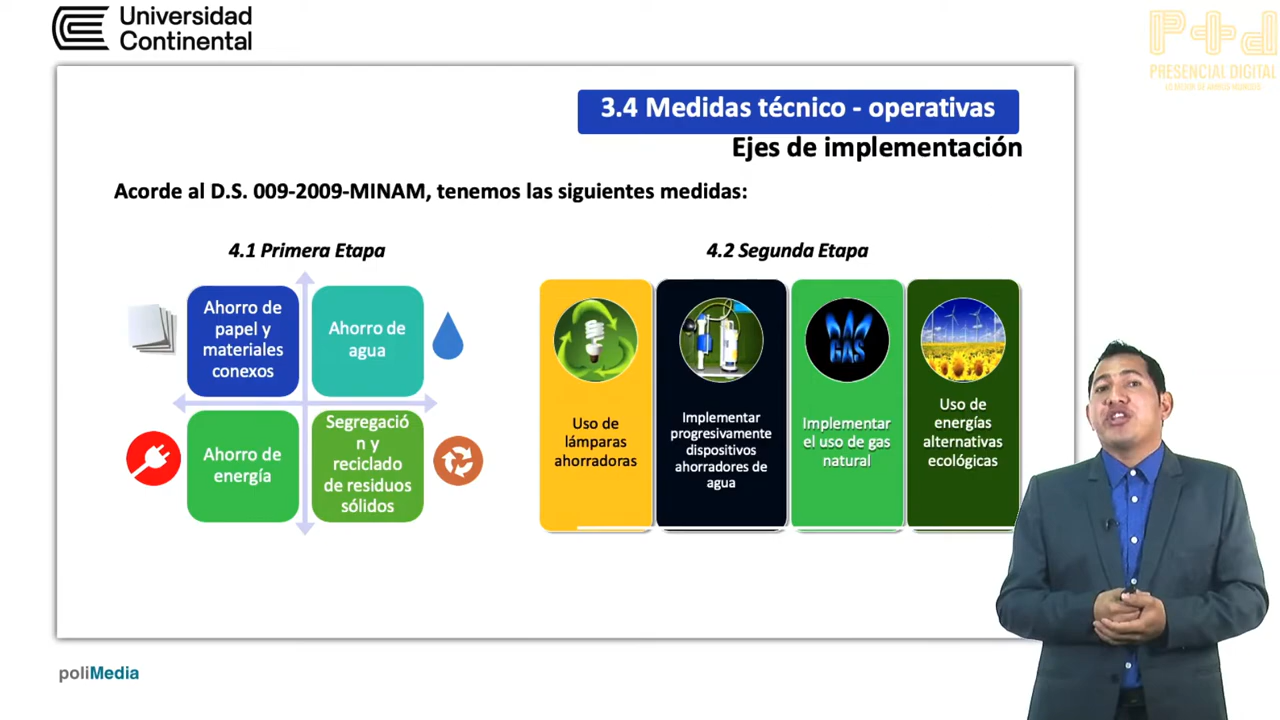 Universidad
Continental
PRESENCIAL DIGITAL
3.4 Medidas técnico - operativas
Ejes de implementación
Acorde al D.S. 009-2009-MINAM, tenemos las siguientes medidas:
4.1 Primera Etapa
Ahorro de
papel y
materiales
conexos
Ahorro de
agua
Ahorro de
energía
Segregació
n y
reciclado
de residuos
sólidos
4.2 Segunda Etapa
Uso de
lámparas
ahorradoras
Implementar
progresivamente
dispositivos
ahorradores de
agua
GAS
Implementar
el uso de gas
natural
Uso de
energías
alternativas
ecológicas
poliMedia